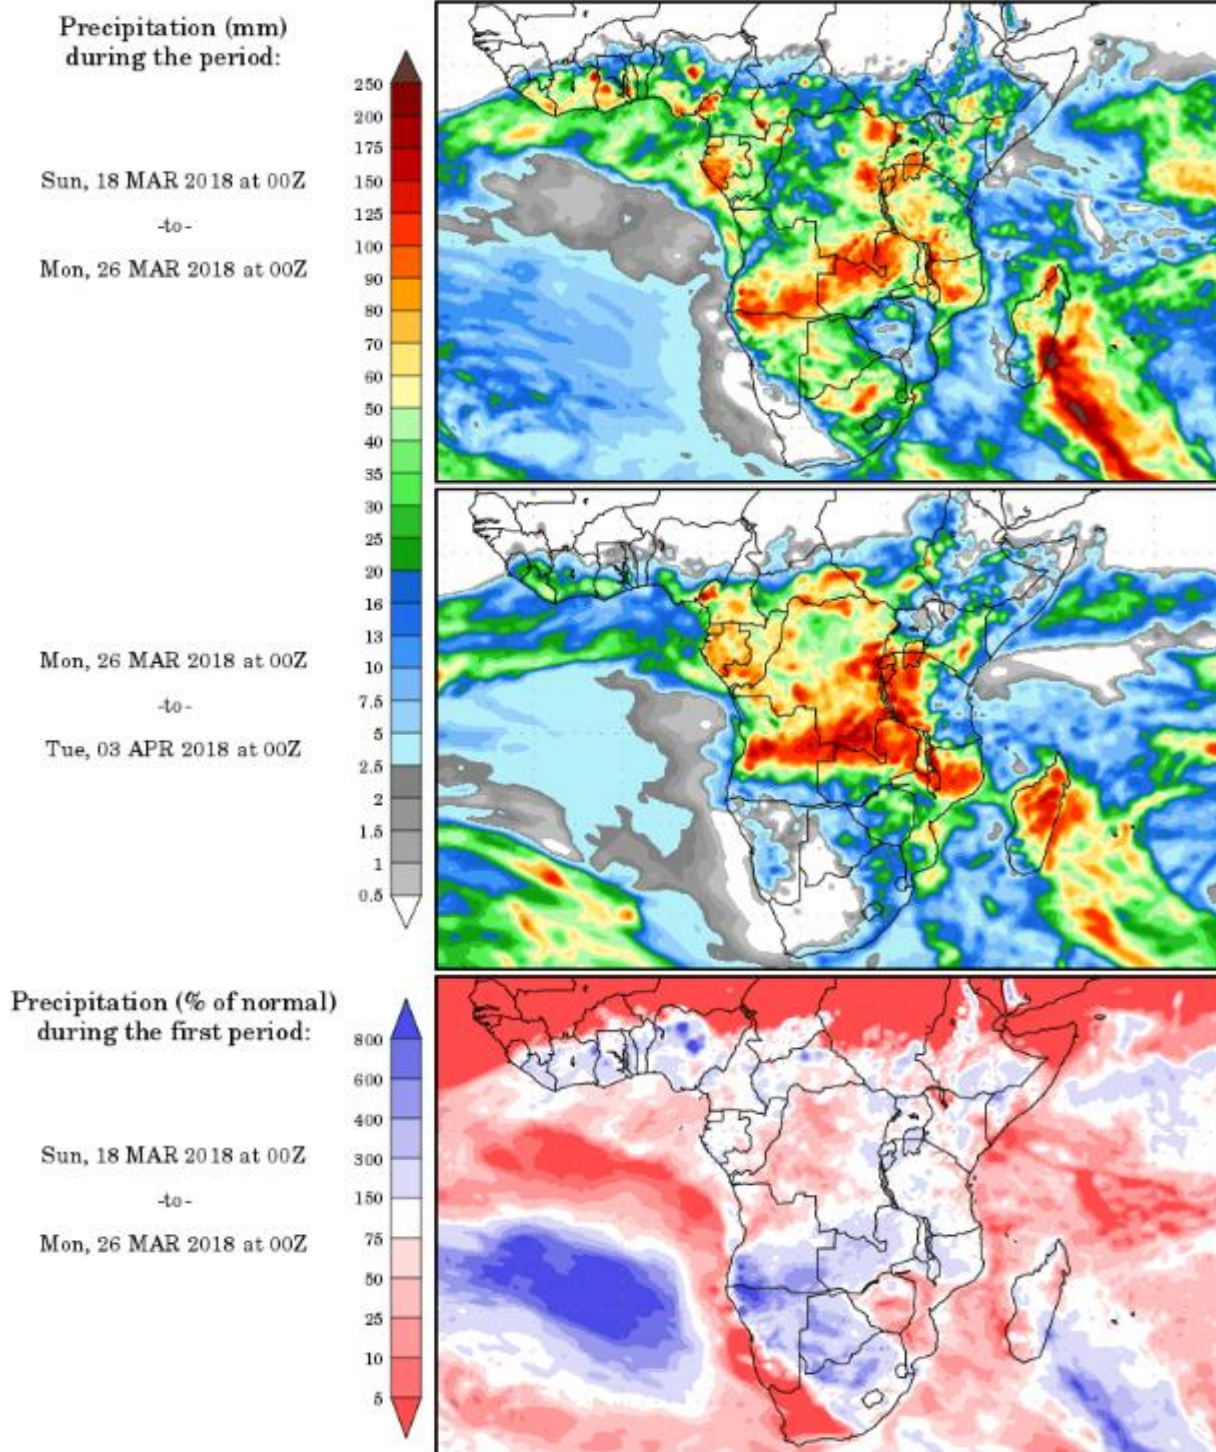 Precipitation (mm)
during the period:
250
200
175
150
125
100
90
80
70
60
50
40
35
30
25
20
16
13
10
7.5
5
2.5
2
1.5
1
0.5
Sun, 18 MAR 2018 at 00Z
-to-
Mon, 26 MAR 2018 at 00Z
Mon, 26 MAR 2018 at 00Z
-to-
Tue, 03 APR 2018 at 00Z
Precipitation (% of normal)
during the first period:
800
600
400
300
150
75
50
25
10
5
Sun, 18 MAR 2018 at 00Z
-to-
Mon, 26 MAR 2018 at 00Z